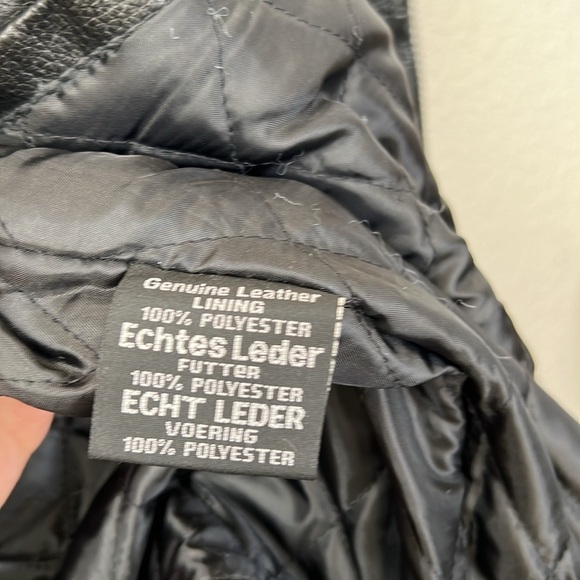 Genuine Leather
LINING
100% POLYESTER
Echtes Leder
FUTTER
100% POLYESTER
ECHT LEDER
VOERING
100% POLYESTER